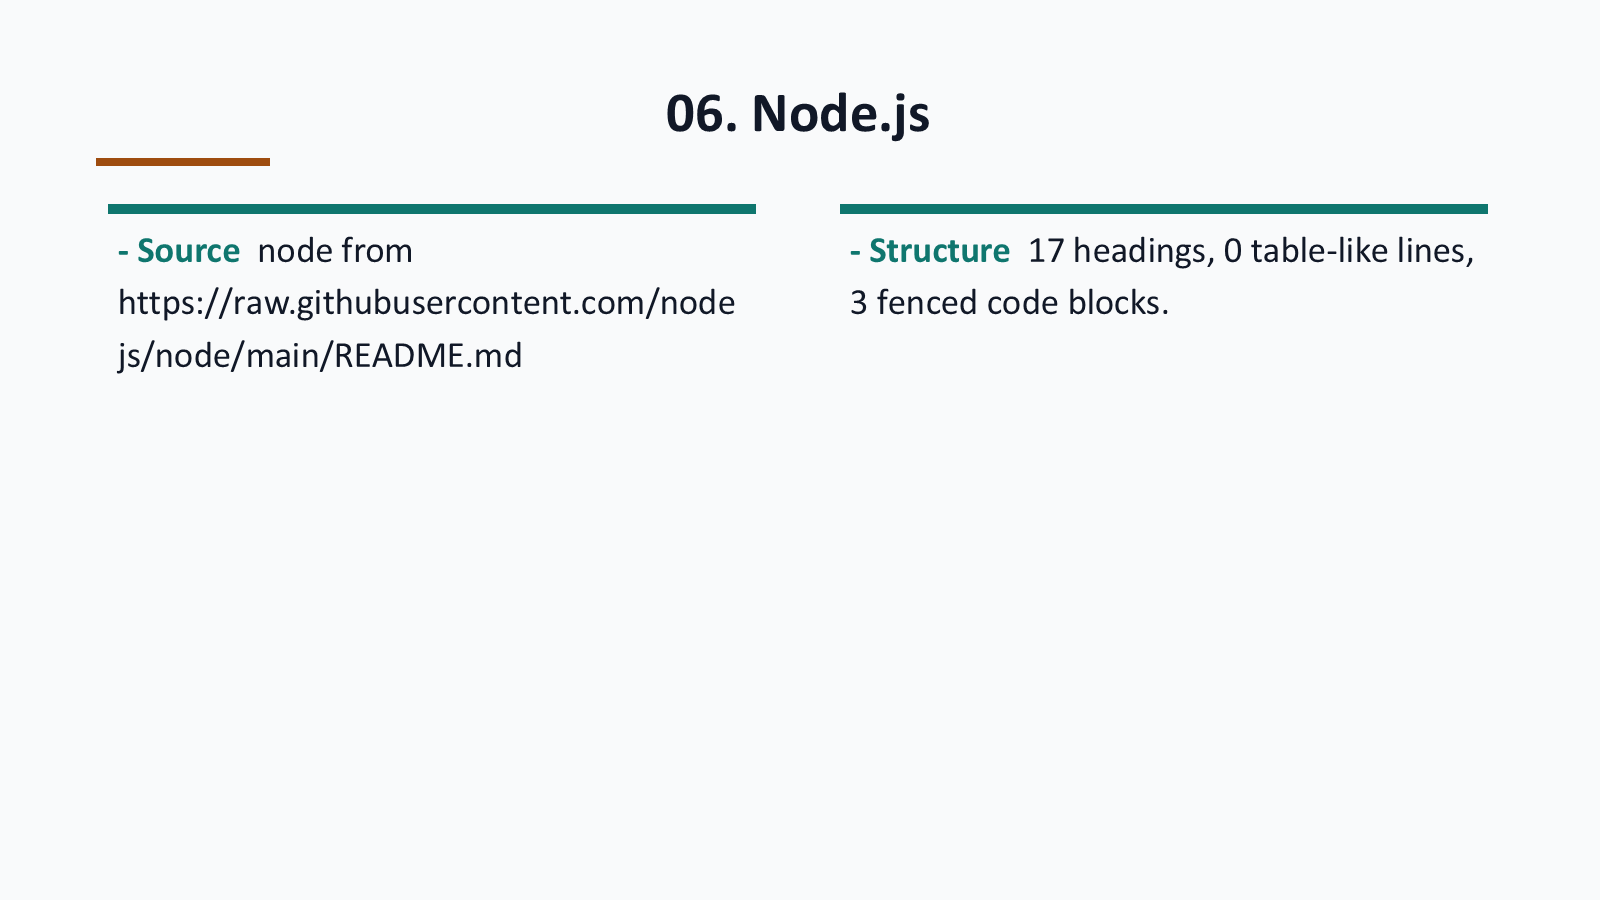 06. Node.js
- Source  node from
https://raw.githubusercontent.com/node
js/node/main/README.md
- Structure  17 headings, 0 table-like lines,
3 fenced code blocks.